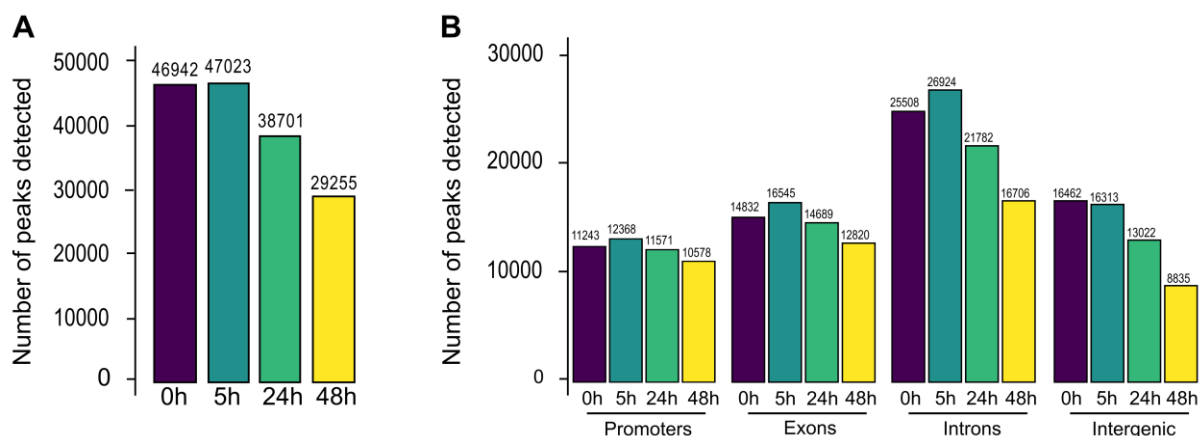 A
Number of peaks detected
50000
40000
30000
20000
10000
0
46942 47023
38701
29255
0h 5h 24h 48h
B
Number of peaks detected
30000
20000
10000
0
11243 12368 11571 10578
14832 16545 14689 12820
25508 26924 21782 16706
16462 16313 13022 8835
0h 5h 24h 48h 0h 5h 24h 48h 0h 5h 24h 48h 0h 5h 24h 48h
Promoters Exons Introns Intergenic